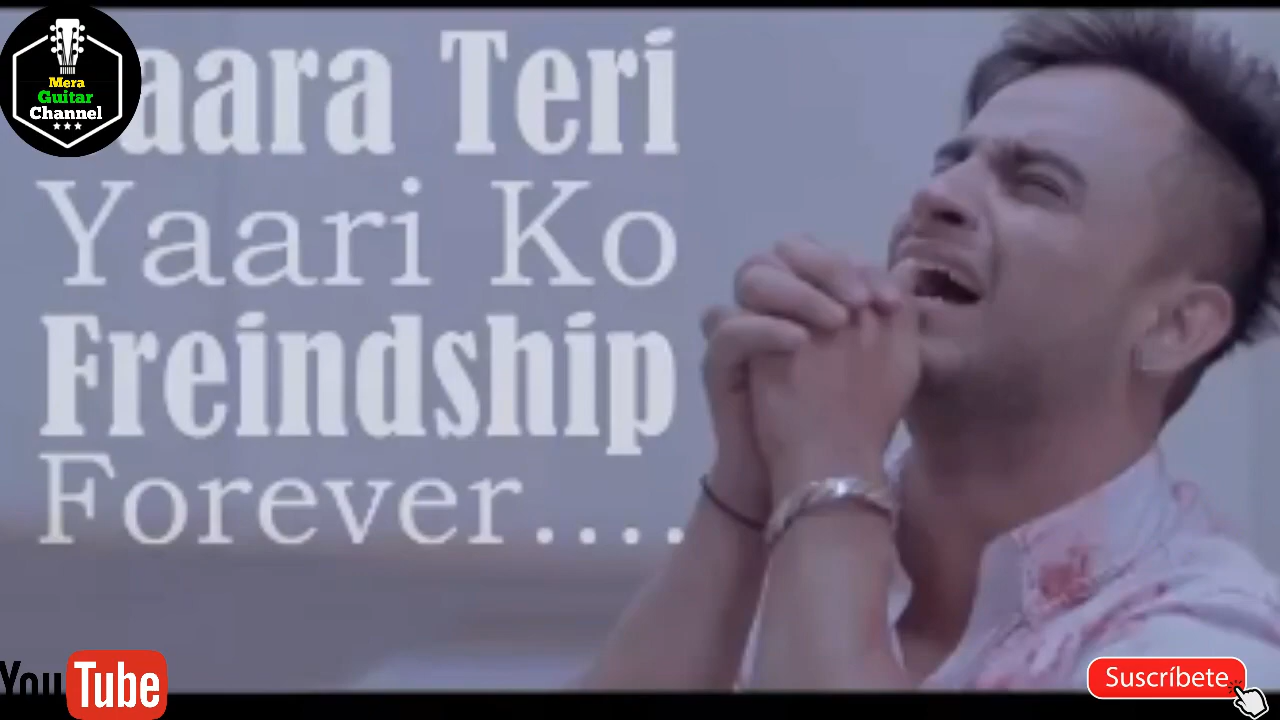 Mera
Guitar
Channel
aara Teri
Yaari Ko
Freindship
Forever....
YouTube
Suscríbete